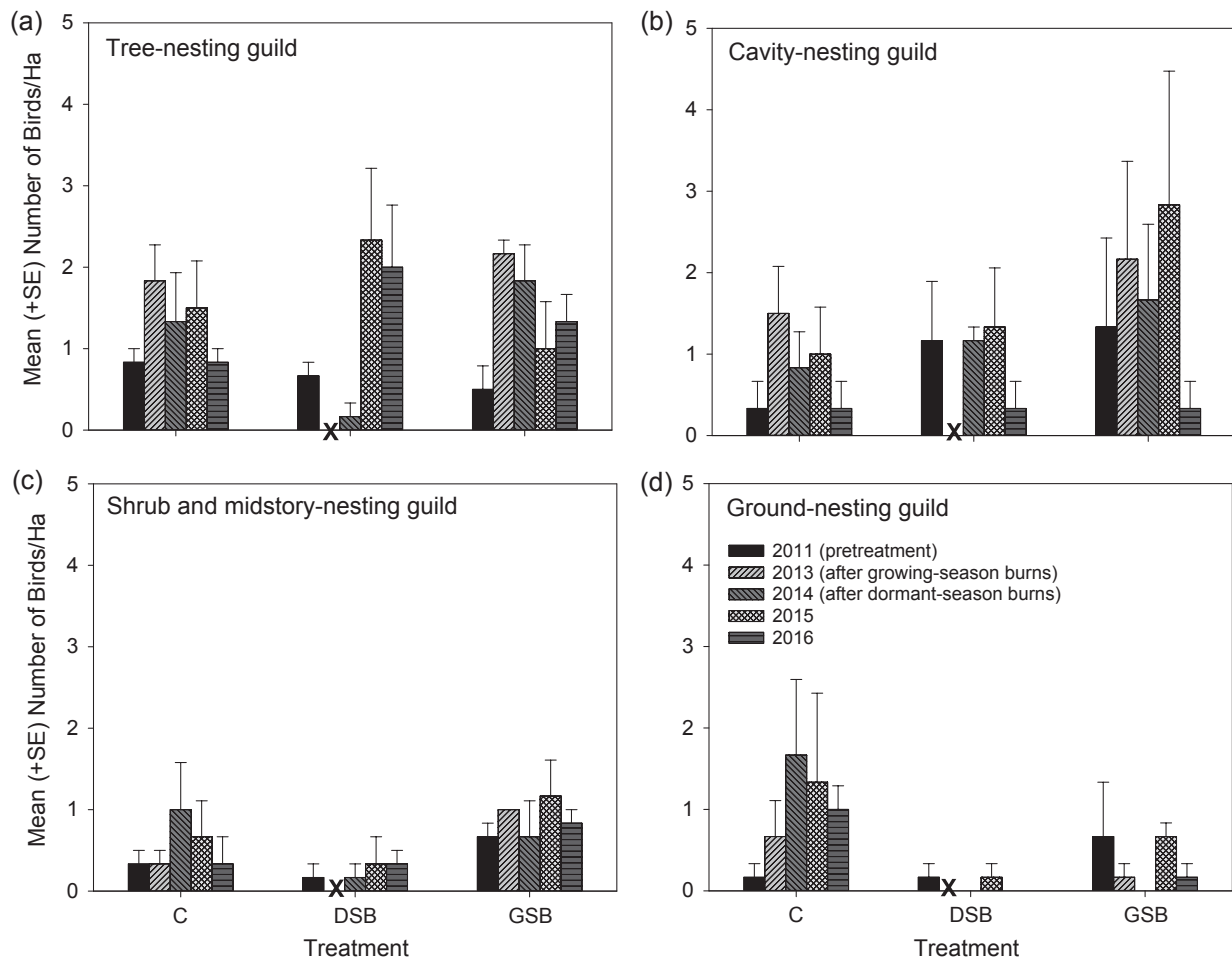 (a)
Tree-nesting guild
5
4
3
2
1
0
Mean (+SE) Number of Birds/Ha
X
(b)
Cavity-nesting guild
5
4
3
2
1
0
X
(c)
Shrub and midstory-nesting guild
5
4
3
2
1
0
Mean (+SE) Number of Birds/Ha
X
C DSB GSB
Treatment
(d)
Ground-nesting guild
2011 (pretreatment)
2013 (after growing-season burns)
2014 (after dormant-season burns)
2015
2016
5
4
3
2
1
0
X
C DSB GSB
Treatment